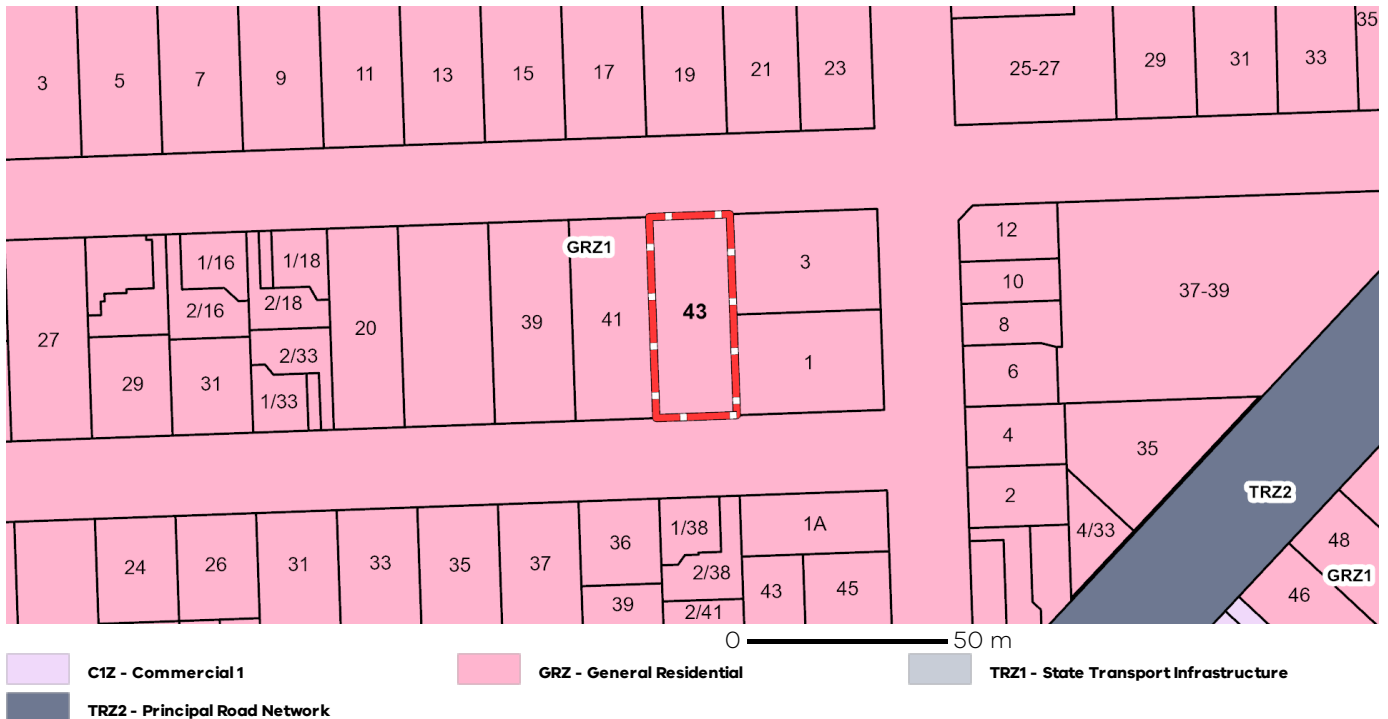 35
3 5 7 9 11 13 15 17 19 21 23 25-27 29 31 33
GRZ1
12
1/16 1/18 3
10 37-39
2/16 2/18
43
27 20 39 41 8
2/33 1 6
29 31
1/33
4 35
TRZ2
2
1/38 1A 4/33
36 48
24 26 31 33 35 37 2/38 GRZ1
43 45 46
39 2/41
0 50 m
C1Z - Commercial 1 GRZ - General Residential TRZ1 - State Transport Infrastructure
TRZ2 - Principal Road Network